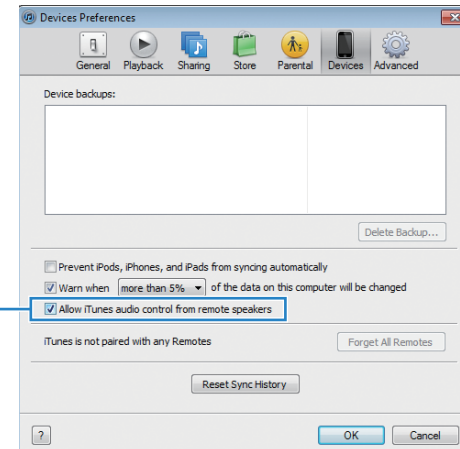 Devices Preferences
General Playback Sharing Store Parental Devices Advanced
Device backups:
Delete Backup...
Prevent iPods, iPhones, and iPads from syncing automatically
Warn when more than 5% of the data on this computer will be changed
Allow iTunes audio control from remote speakers
iTunes is not paired with any Remotes Forget All Remotes
Reset Sync History
? OK Cancel